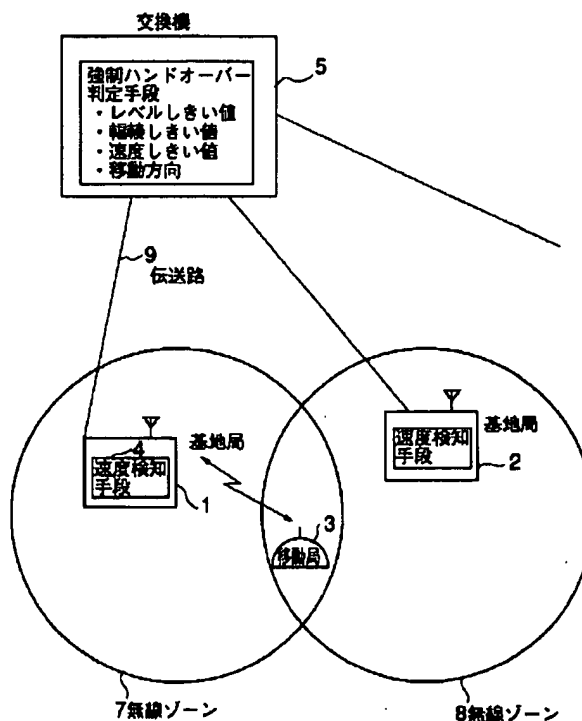 交換機
5
強制ハンドオーバー
判定手段
・レベルしきい値
・輻輳しきい値
・速度しきい値
・移動方向
9
伝送路
基地局
4
速度検知
手段
1
基地局
速度検知
手段
2
3
移動局
7無線ゾーン
8無線ゾーン